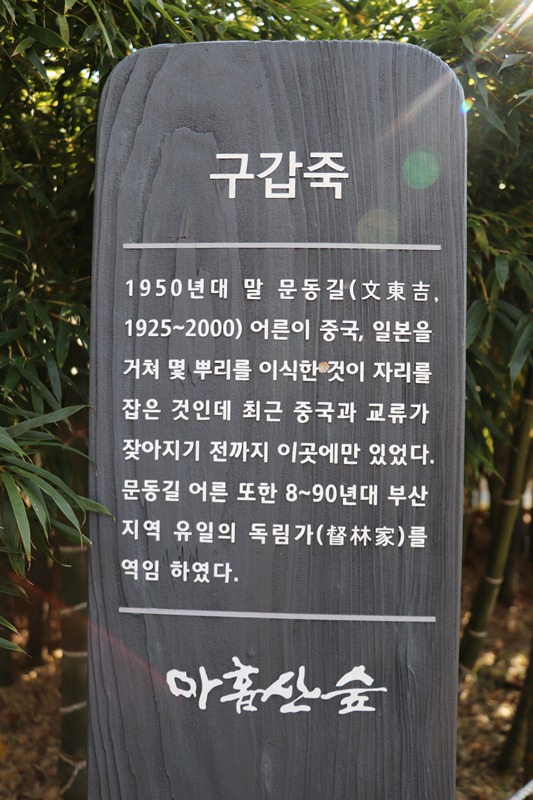 구갑죽
1950년대 말 문동길(文東吉,
1925~2000) 어른이 중국, 일본을
거쳐 몇 뿌리를 이식한 것이 자리를
잡은 것인데 최근 중국과 교류가
잦아지기 전까지 이곳에만 있었다.
문동길 어른 또한 8~90년대 부산
지역 유일의 독림가(督林家)를
역임 하였다.
아홉산숲